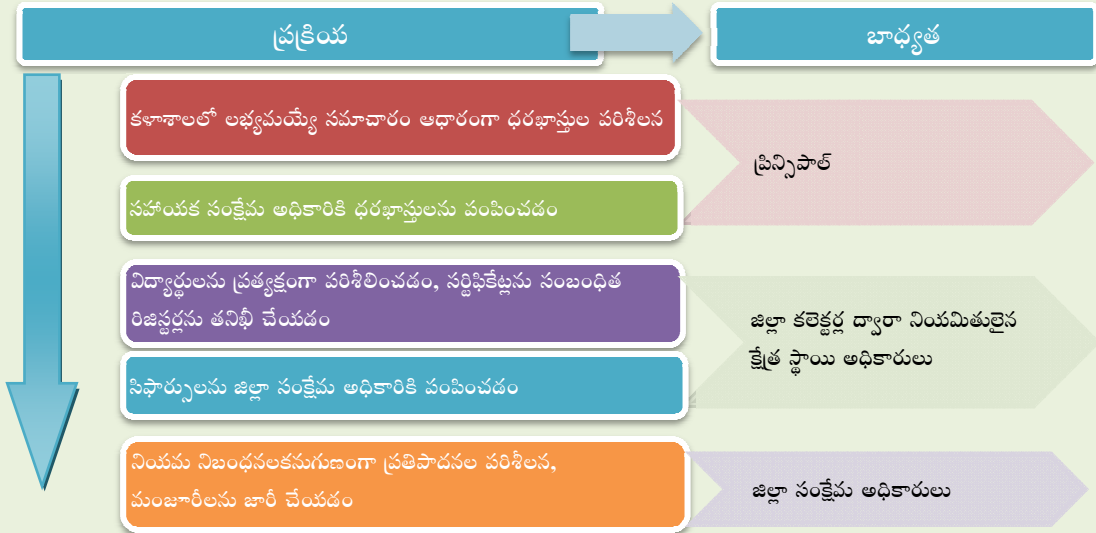 ప్రక్రియ
బాధ్యత
కళాశాలలో లభ్యమయ్యే సమాచారం ఆధారంగా ధరఖాస్తుల పరిశీలన
సహాయక సంక్షేమ అధికారికి ధరఖాస్తులను పంపించడం
ప్రిన్సిపాల్
విద్యార్థులను ప్రత్యక్షంగా పరిశీలించడం, సర్టిఫికేట్లను సంబంధిత
రిజిస్టర్లను తనిఖీ చేయడం
సిఫార్సులను జిల్లా సంక్షేమ అధికారికి పంపించడం
జిల్లా కలెక్టర్ల ద్వారా నియమితులైన
క్షేత్ర స్థాయి అధికారులు
నియమ నిబంధనలకనుగుణంగా ప్రతిపాదనల పరిశీలన,
మంజూరీలను జారీ చేయడం
జిల్లా సంక్షేమ అధికారులు